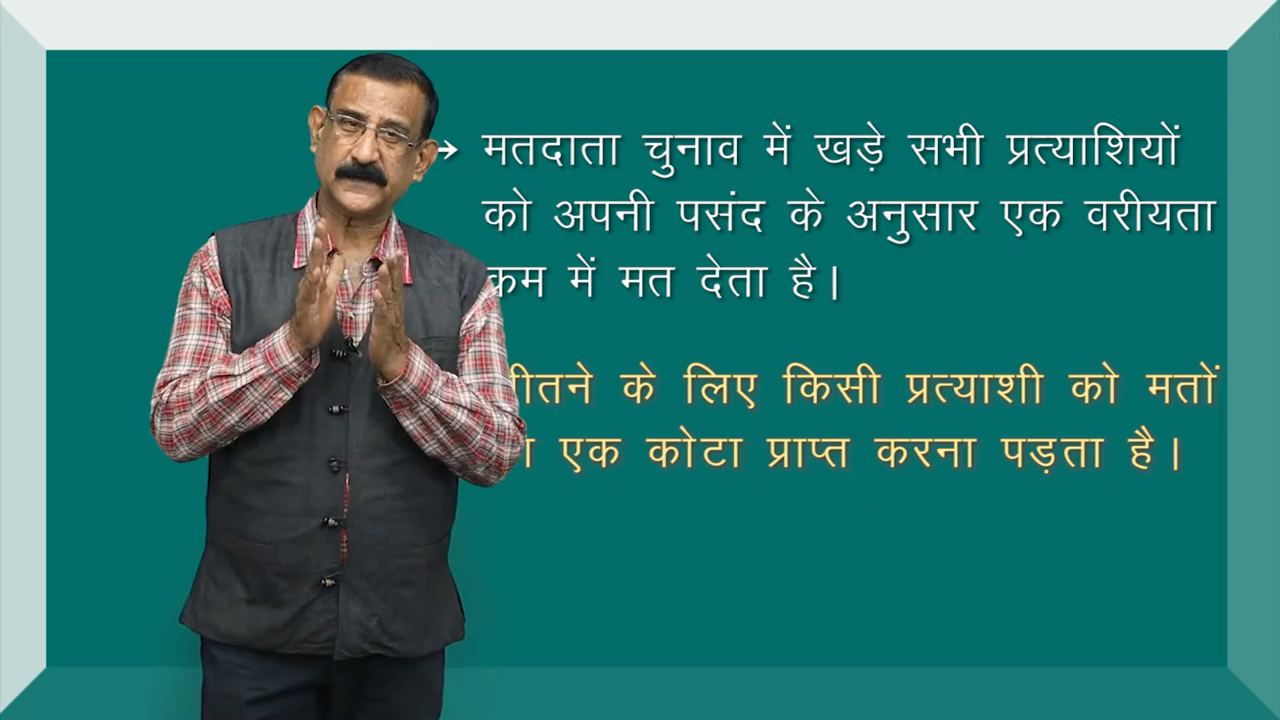 → मतदाता चुनाव में खड़े सभी प्रत्याशियों
को अपनी पसंद के अनुसार एक वरीयता
क्रम में मत देता है।
के लिए किसी प्रत्याशी को मतों
एक कोटा प्राप्त करना पड़ता है।